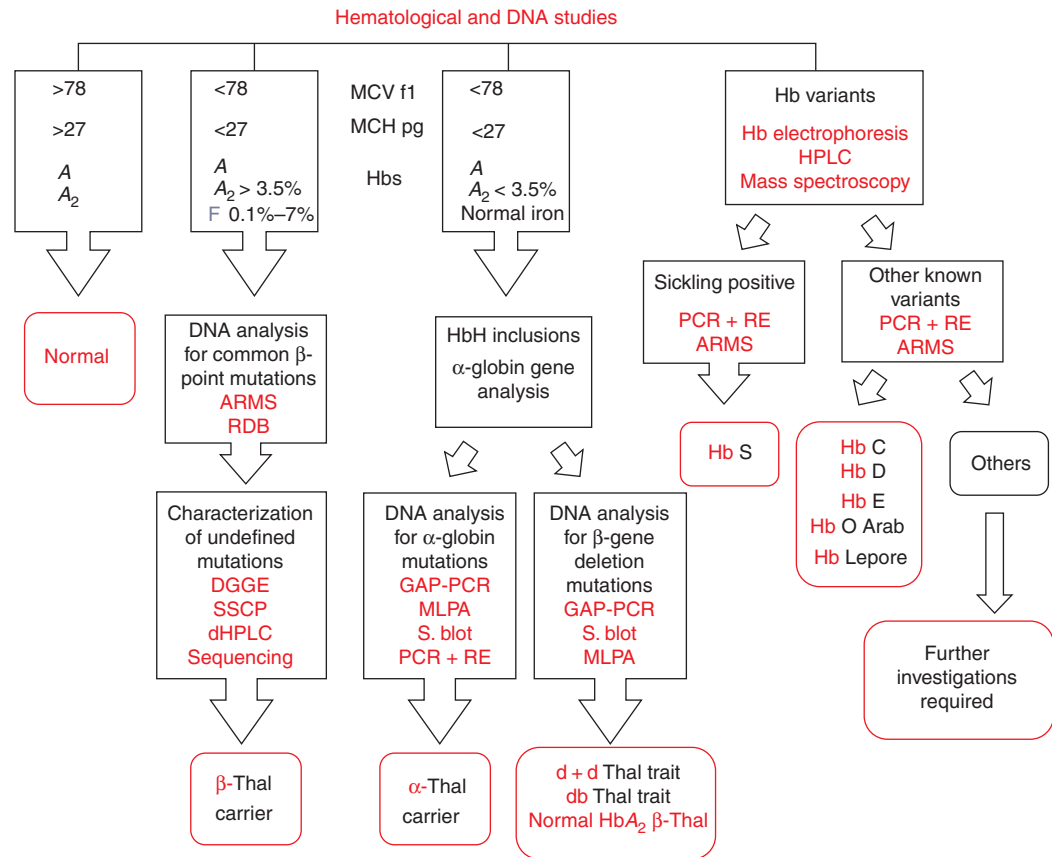 Hematological and DNA studies
>78
>27
A
A₂
<78
<27
A
A₂ > 3.5%
F 0.1%–7%
MCV f1
MCH pg
Hbs
<78
<27
A
A₂ < 3.5%
Normal iron
Hb variants
Hb electrophoresis
HPLC
Mass spectroscopy
Normal
DNA analysis
for common β-
point mutations
ARMS
RDB
HbH inclusions
α-globin gene
analysis
Sickling positive
PCR + RE
ARMS
Other known
variants
PCR + RE
ARMS
Hb S
Hb C
Hb D
Hb E
Hb O Arab
Hb Lepore
Others
Characterization
of undefined
mutations
DGGE
SSCP
dHPLC
Sequencing
DNA analysis
for α-globin
mutations
GAP-PCR
MLPA
S. blot
PCR + RE
DNA analysis
for β-gene
deletion
mutations
GAP-PCR
S. blot
MLPA
Further
investigations
required
β-Thal
carrier
α-Thal
carrier
d + d Thal trait
db Thal trait
Normal HbA₂ β-Thal